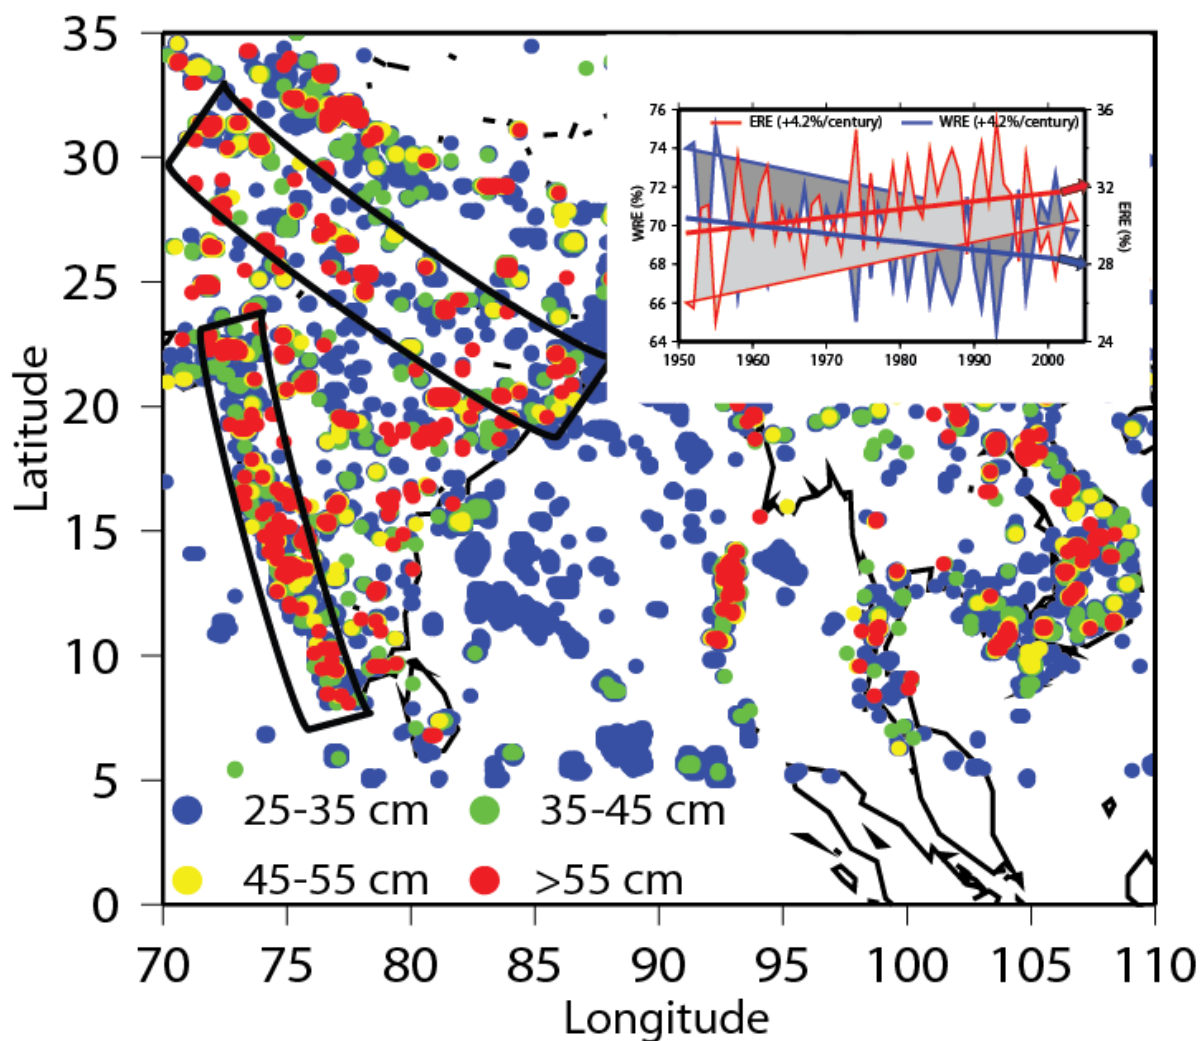 35
30
25
20
15
10
5
0
Latitude
70 75 80 85 90 95 100 105 110
Longitude
25-35 cm 35-45 cm
45-55 cm >55 cm
ERE (+4.2%/century) WRE (+4.2%/century)
76
74
72
70
68
66
64
WRE (%)
36
32
28
24
ERE (%)
1950 1960 1970 1980 1990 2000